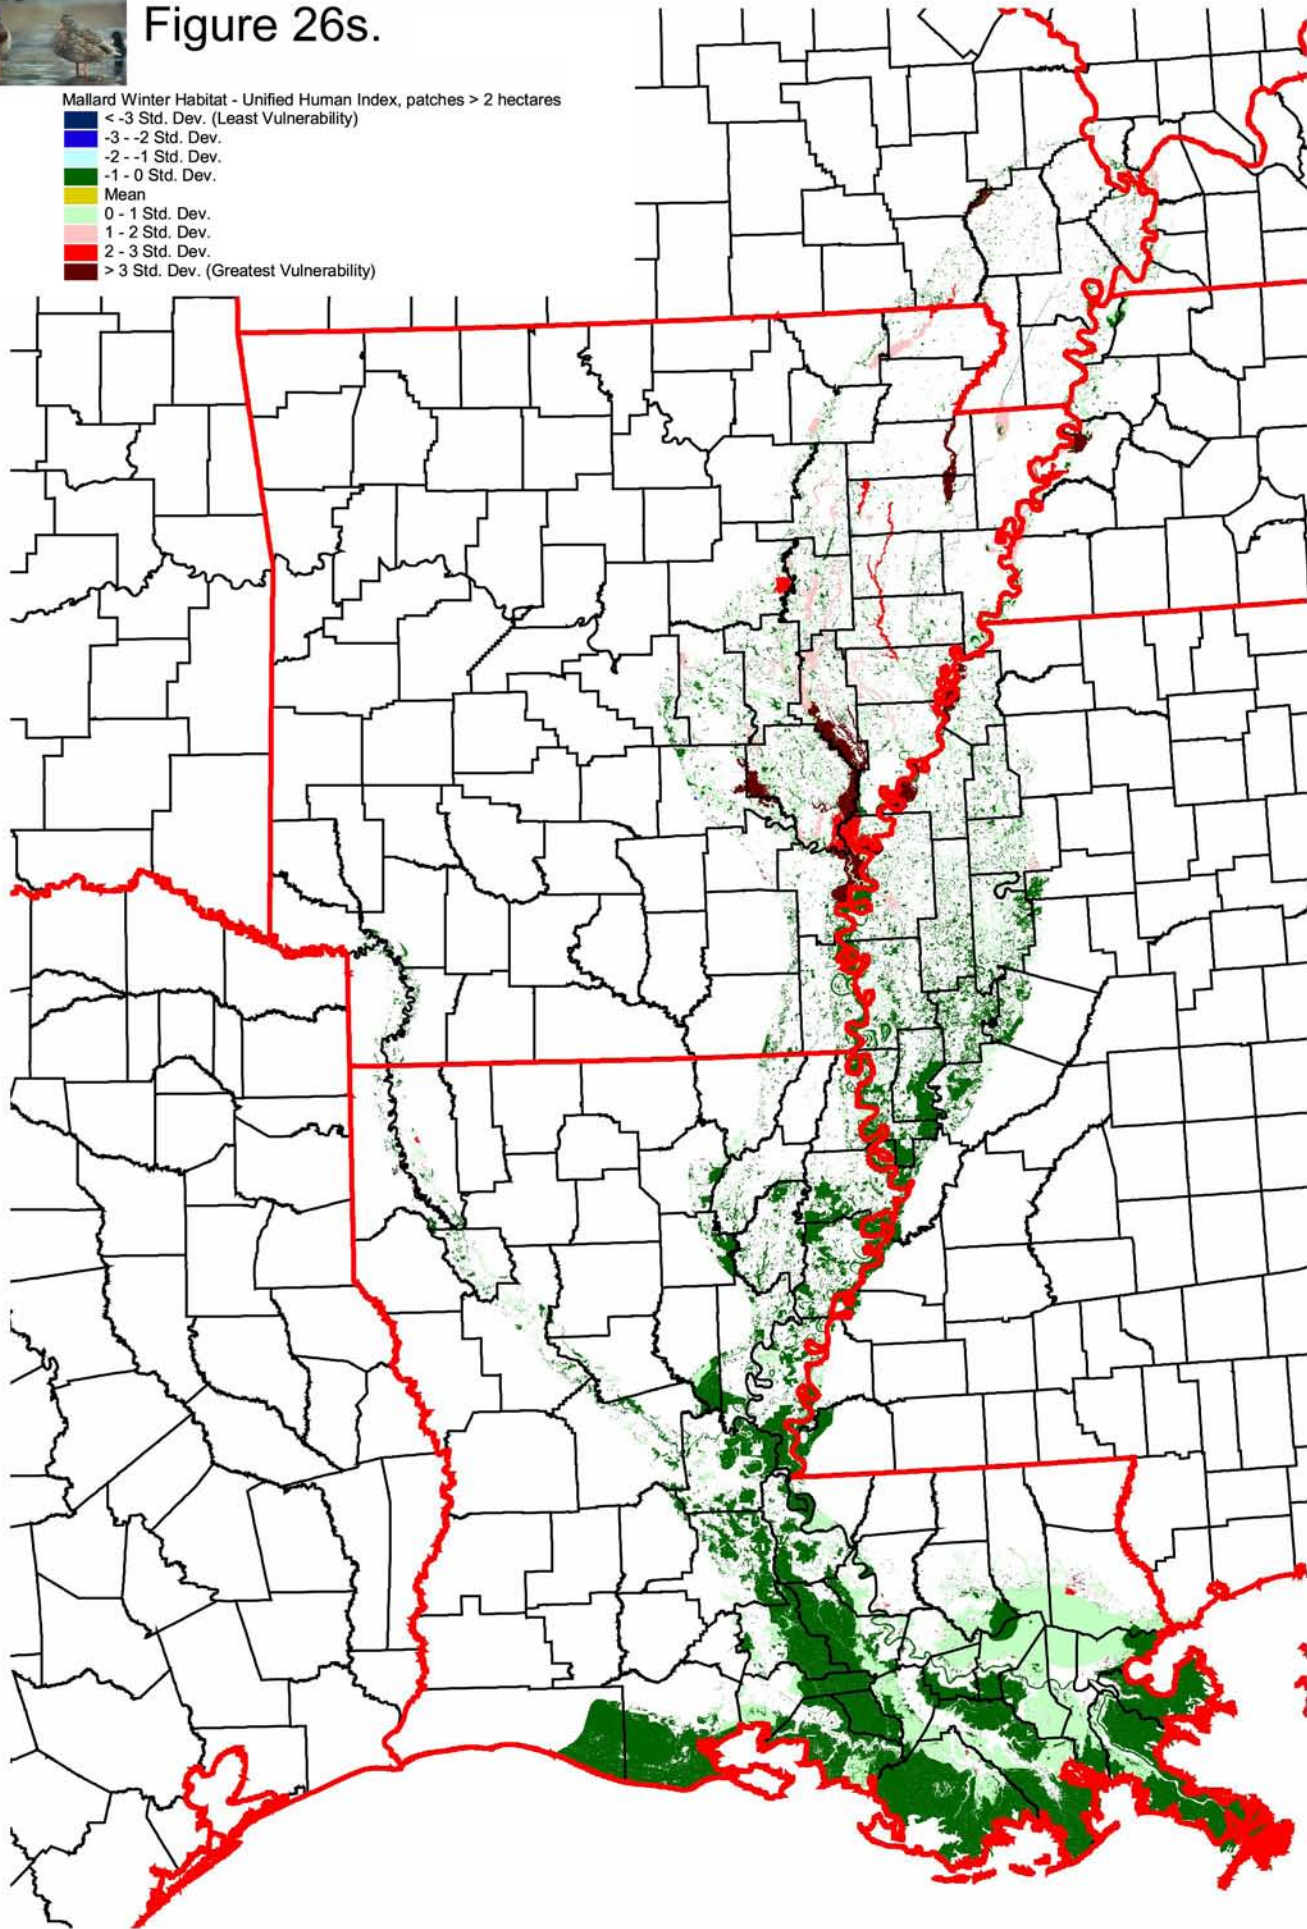 Figure 26s.
Mallard Winter Habitat - Unified Human Index, patches > 2 hectares
< -3 Std. Dev. (Least Vulnerability)
-3 - -2 Std. Dev.
-2 - -1 Std. Dev.
-1 - 0 Std. Dev.
Mean
0 - 1 Std. Dev.
1 - 2 Std. Dev.
2 - 3 Std. Dev.
> 3 Std. Dev. (Greatest Vulnerability)